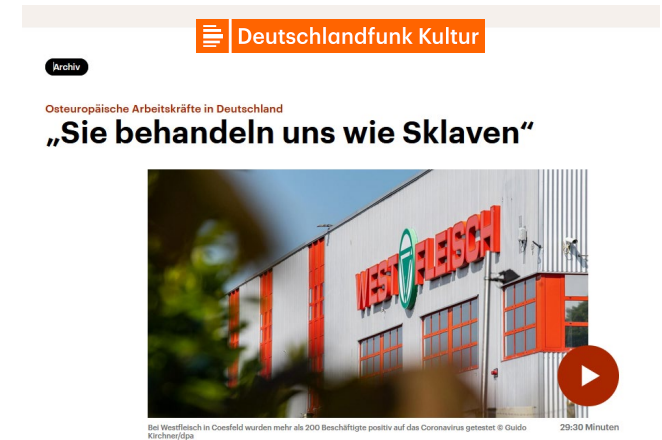 Deutschlandfunk Kultur
Archiv
Osteuropäische Arbeitskräfte in Deutschland
„Sie behandeln uns wie Sklaven“
WESTFLEISCH
Bei Westfleisch in Coesfeld wurden mehr als 200 Beschäftigte positiv auf das Coronavirus getestet © Guido
Kirchner/dpa
29:30 Minuten